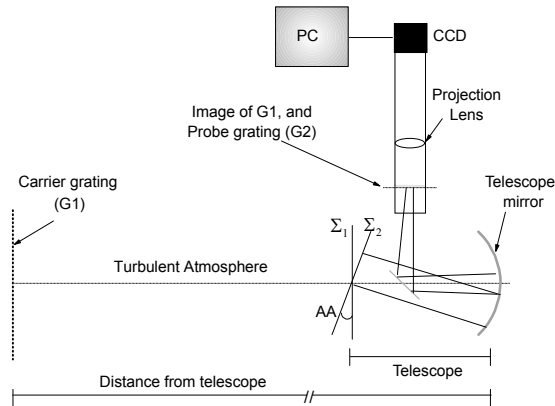 PC
CCD
Image of G1, and
Probe grating (G2)
Projection
Lens
Carrier grating
(G1)
Telescope
mirror
Σ1
Σ2
Turbulent Atmosphere
AA
Telescope
Distance from telescope
//